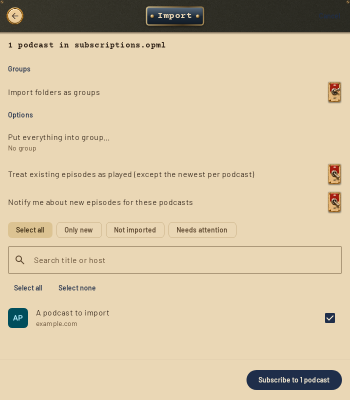 Import
1 podcast in subscriptions.opml
Groups
Import folders as groups
Options
Put everything into group...
No group
Treat existing episodes as played (except the newest per podcast)
Notify me about new episodes for these podcasts
Select all Only new Not imported Needs attention
Search title or host
Select all Select none
AP A podcast to import
example.com
Subscribe to 1 podcast